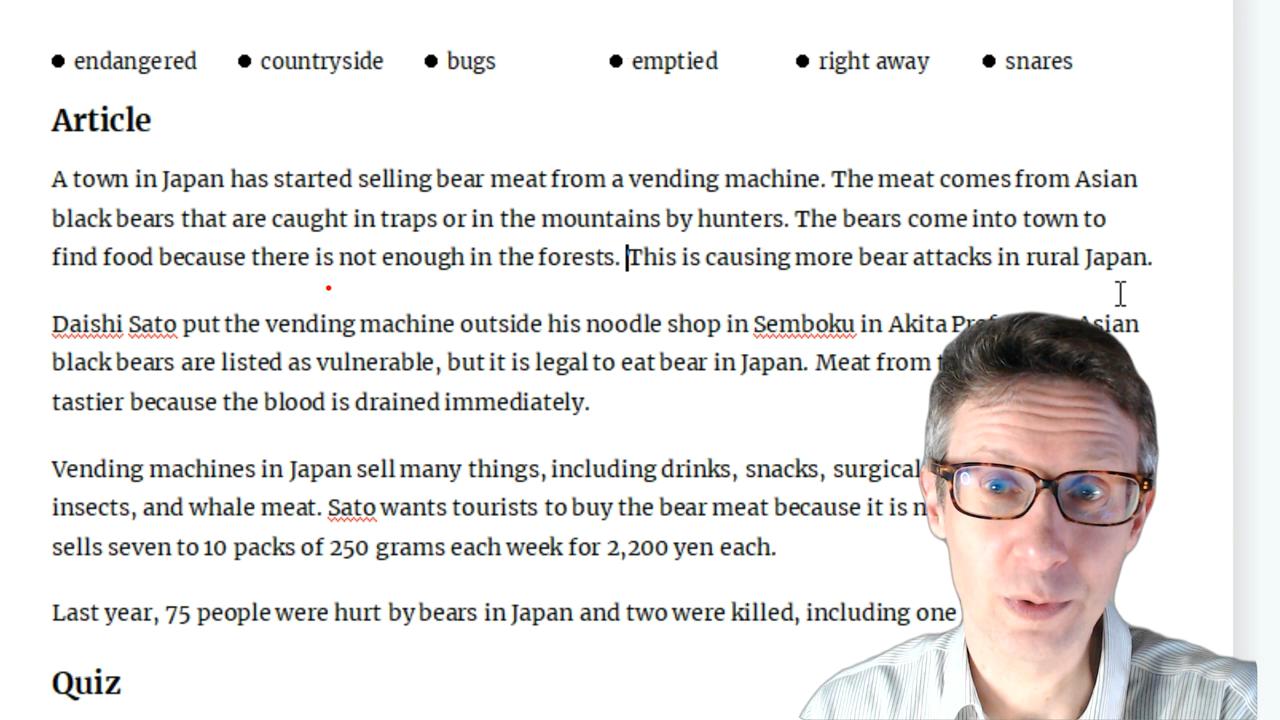 endangered countryside bugs emptied right away snares
Article
A town in Japan has started selling bear meat from a vending machine. The meat comes from Asian
black bears that are caught in traps or in the mountains by hunters. The bears come into town to
find food because there is not enough in the forests. This is causing more bear attacks in rural Japan.
Daishi Sato put the vending machine outside his noodle shop in Semboku in Akita Asian
black bears are listed as vulnerable, but it is legal to eat bear in Japan. Meat from
tastier because the blood is drained immediately.
Vending machines in Japan sell many things, including drinks, snacks, surgical
insects, and whale meat. Sato wants tourists to buy the bear meat because it is
sells seven to 10 packs of 250 grams each week for 2,200 yen each.
Last year, 75 people were hurt by bears in Japan and two were killed, including one
Quiz